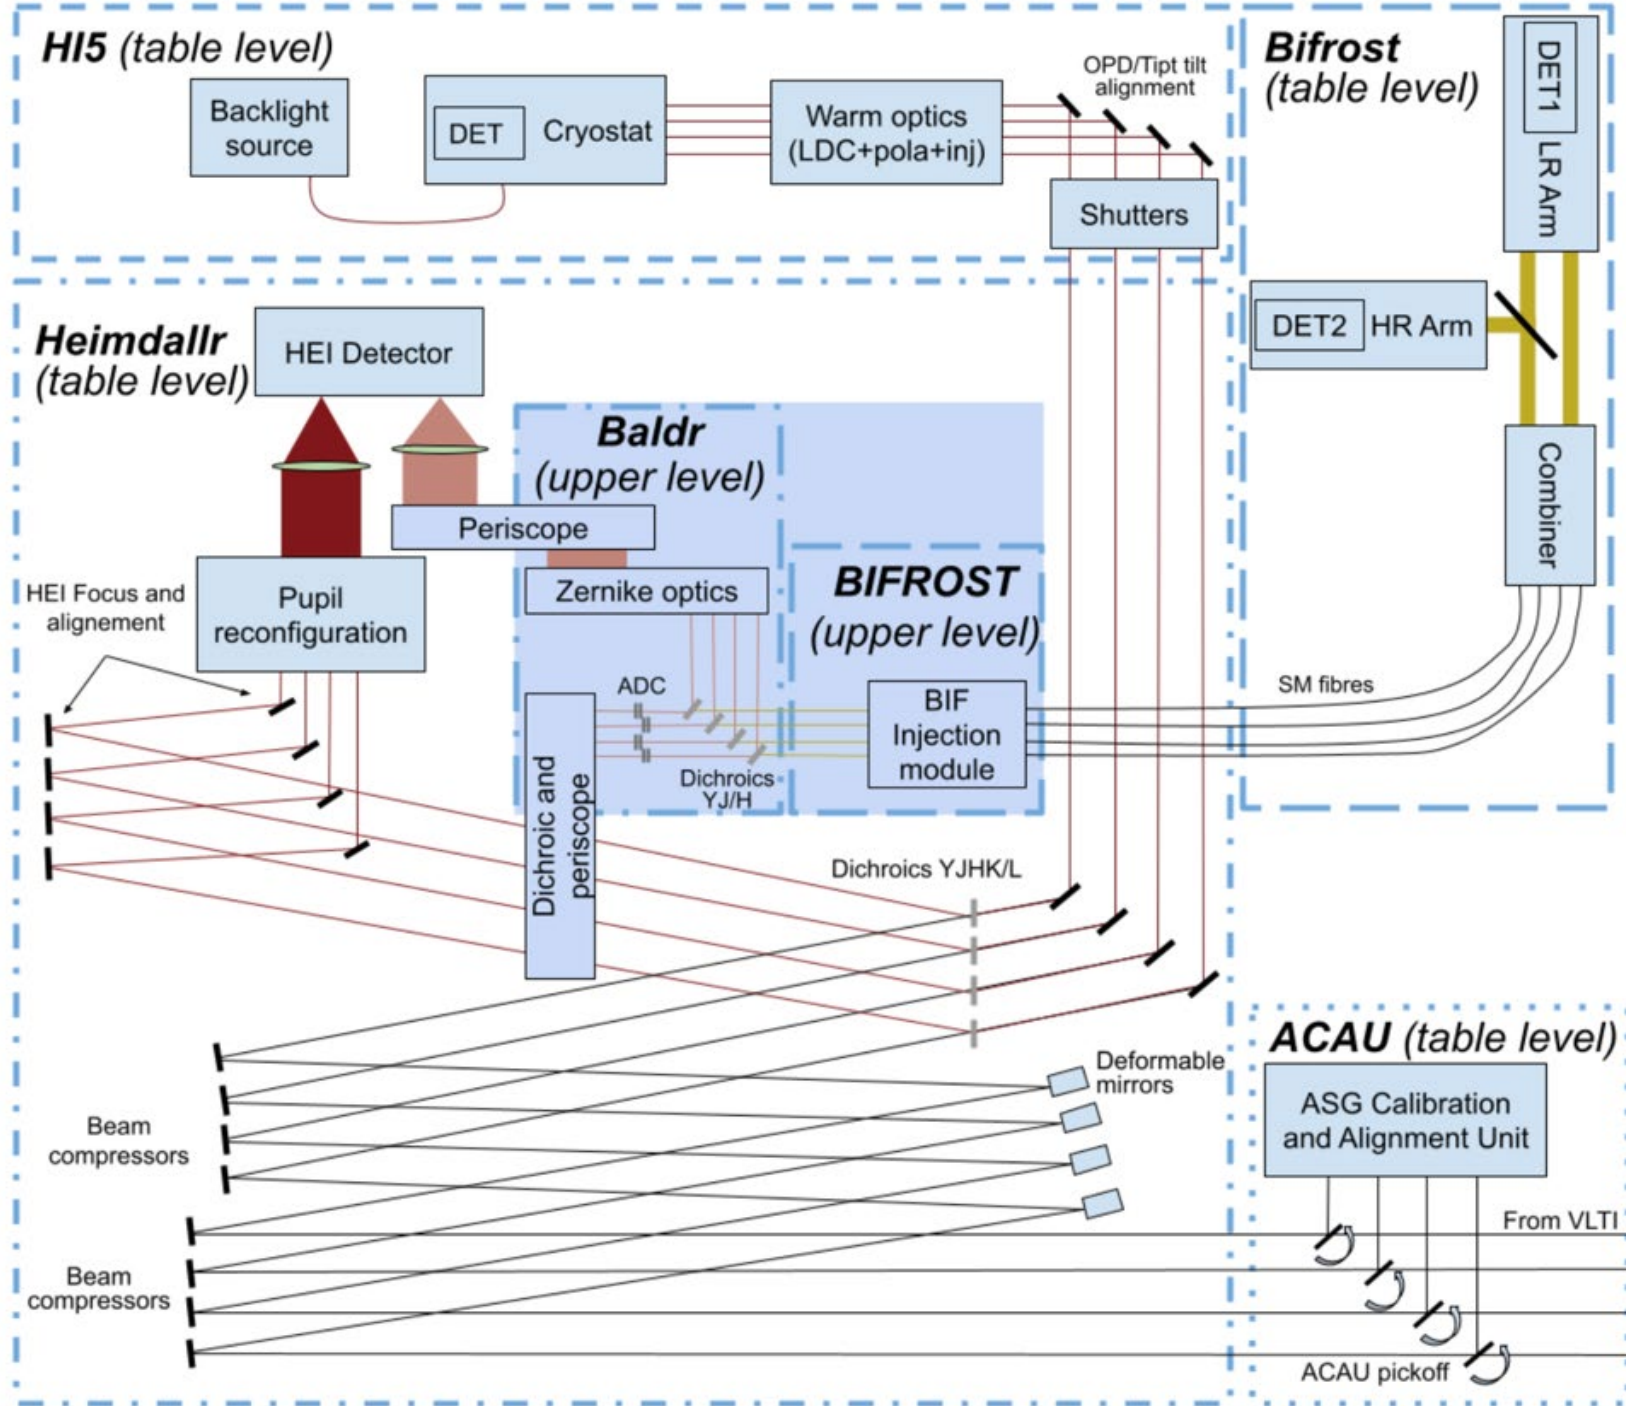 HI5 (table level)
Backlight
source
DET
Cryostat
Warm optics
(LDC+pola+inj)
OPD/Tipt tilt
alignment
Shutters
Bifrost
(table level)
DET1
LR Arm
DET2
HR Arm
Combiner
SM fibres
Heimdallr
(table level)
HEI Detector
Baldr
(upper level)
Periscope
Zernike optics
BIFROST
(upper level)
HEI Focus and
alignement
Pupil
reconfiguration
ADC
BIF
Injection
module
Dichroics
YJ/H
Dichroic and
periscope
Dichroics YJHK/L
Deformable
mirrors
Beam
compressors
Beam
compressors
ACAU (table level)
ASG Calibration
and Alignment Unit
From VLTI
ACAU pickoff